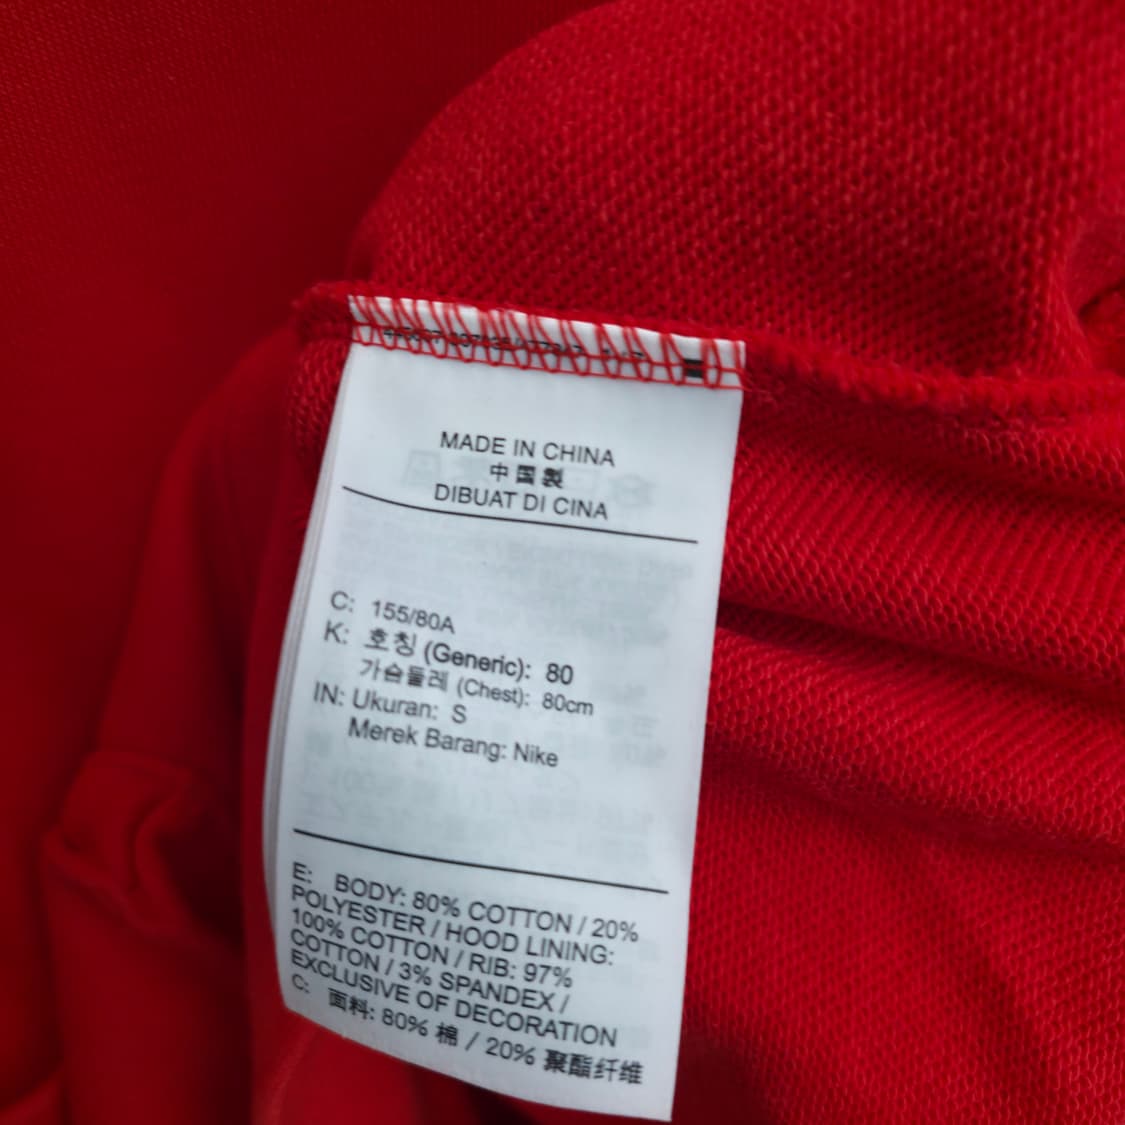 MADE IN CHINA
中国製
DIBUAT DI CINA
C: 155/80A
K: 호칭 (Generic): 80
가슴둘레 (Chest): 80cm
IN: Ukuran: S
Merek Barang: Nike
E: BODY: 80% COTTON / 20%
POLYESTER / HOOD LINING:
100% COTTON / RIB: 97%
COTTON / 3% SPANDEX /
EXCLUSIVE OF DECORATION
C: 面料: 80% 棉 / 20% 聚酯纤维